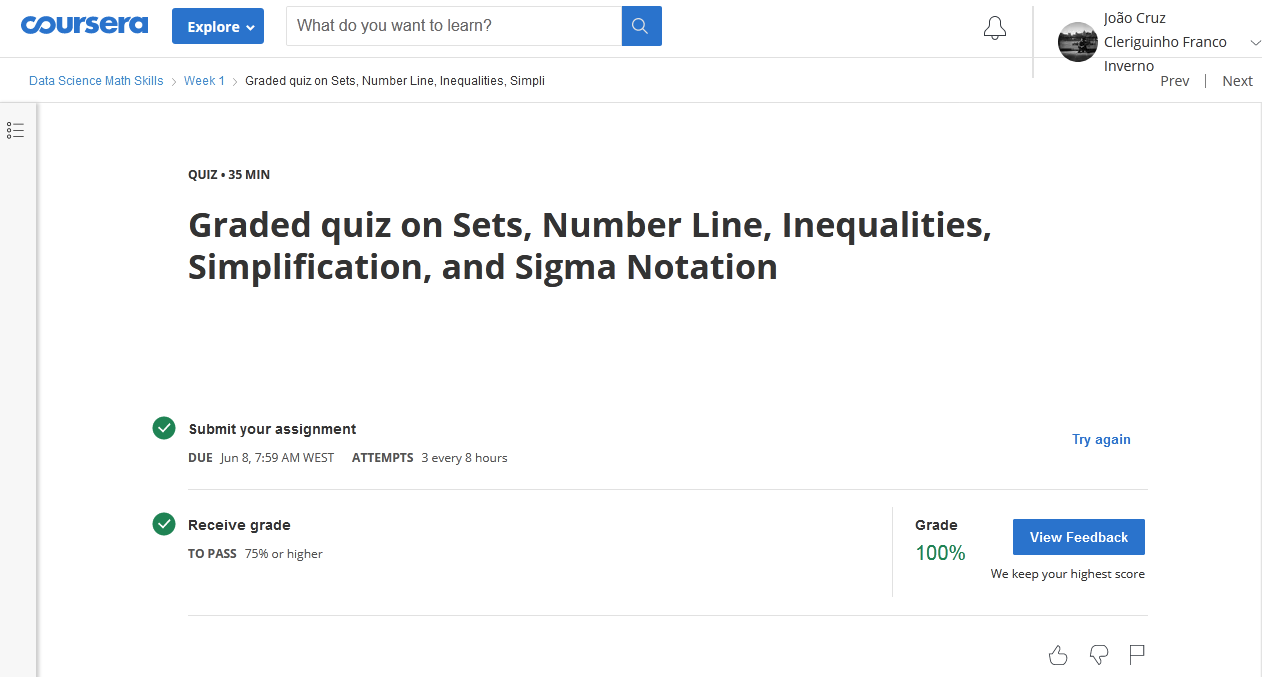 coursera
Explore
What do you want to learn?
João Cruz
Cleriguinho Franco
Inverno
Data Science Math Skills > Week 1 > Graded quiz on Sets, Number Line, Inequalities, Simpli
Prev | Next
QUIZ • 35 MIN
Graded quiz on Sets, Number Line, Inequalities,
Simplification, and Sigma Notation
Submit your assignment
Try again
DUE Jun 8, 7:59 AM WEST ATTEMPTS 3 every 8 hours
Receive grade
TO PASS 75% or higher
Grade
100%
View Feedback
We keep your highest score